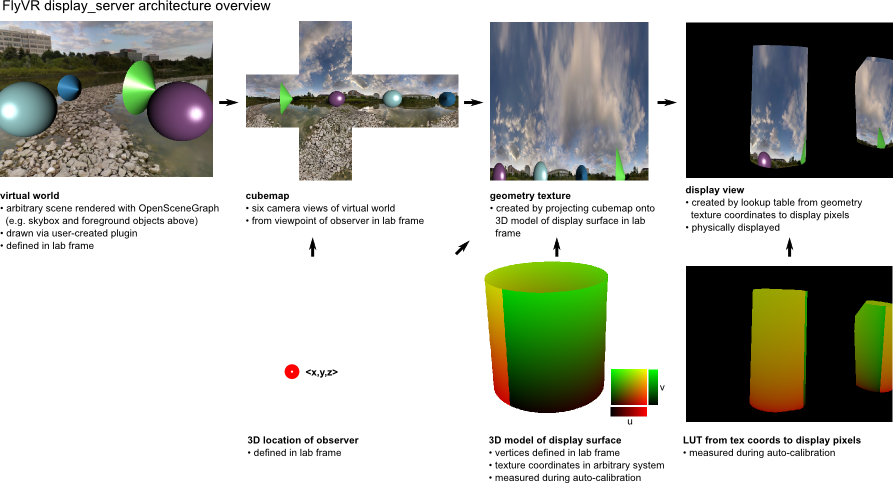 FlyVR display_server architecture overview
virtual world
• arbitrary scene rendered with OpenSceneGraph
(e.g. skybox and foreground objects above)
• drawn via user-created plugin
• defined in lab frame
cubemap
• six camera views of virtual world
• from viewpoint of observer in lab frame
geometry texture
• created by projecting cubemap onto
3D model of display surface in lab
frame
display view
• created by lookup table from geometry
texture coordinates to display pixels
• physically displayed
<x,y,z>
v
u
3D location of observer
• defined in lab frame
3D model of display surface
• vertices defined in lab frame
• texture coordinates in arbitrary system
• measured during auto-calibration
LUT from tex coords to display pixels
• measured during auto-calibration